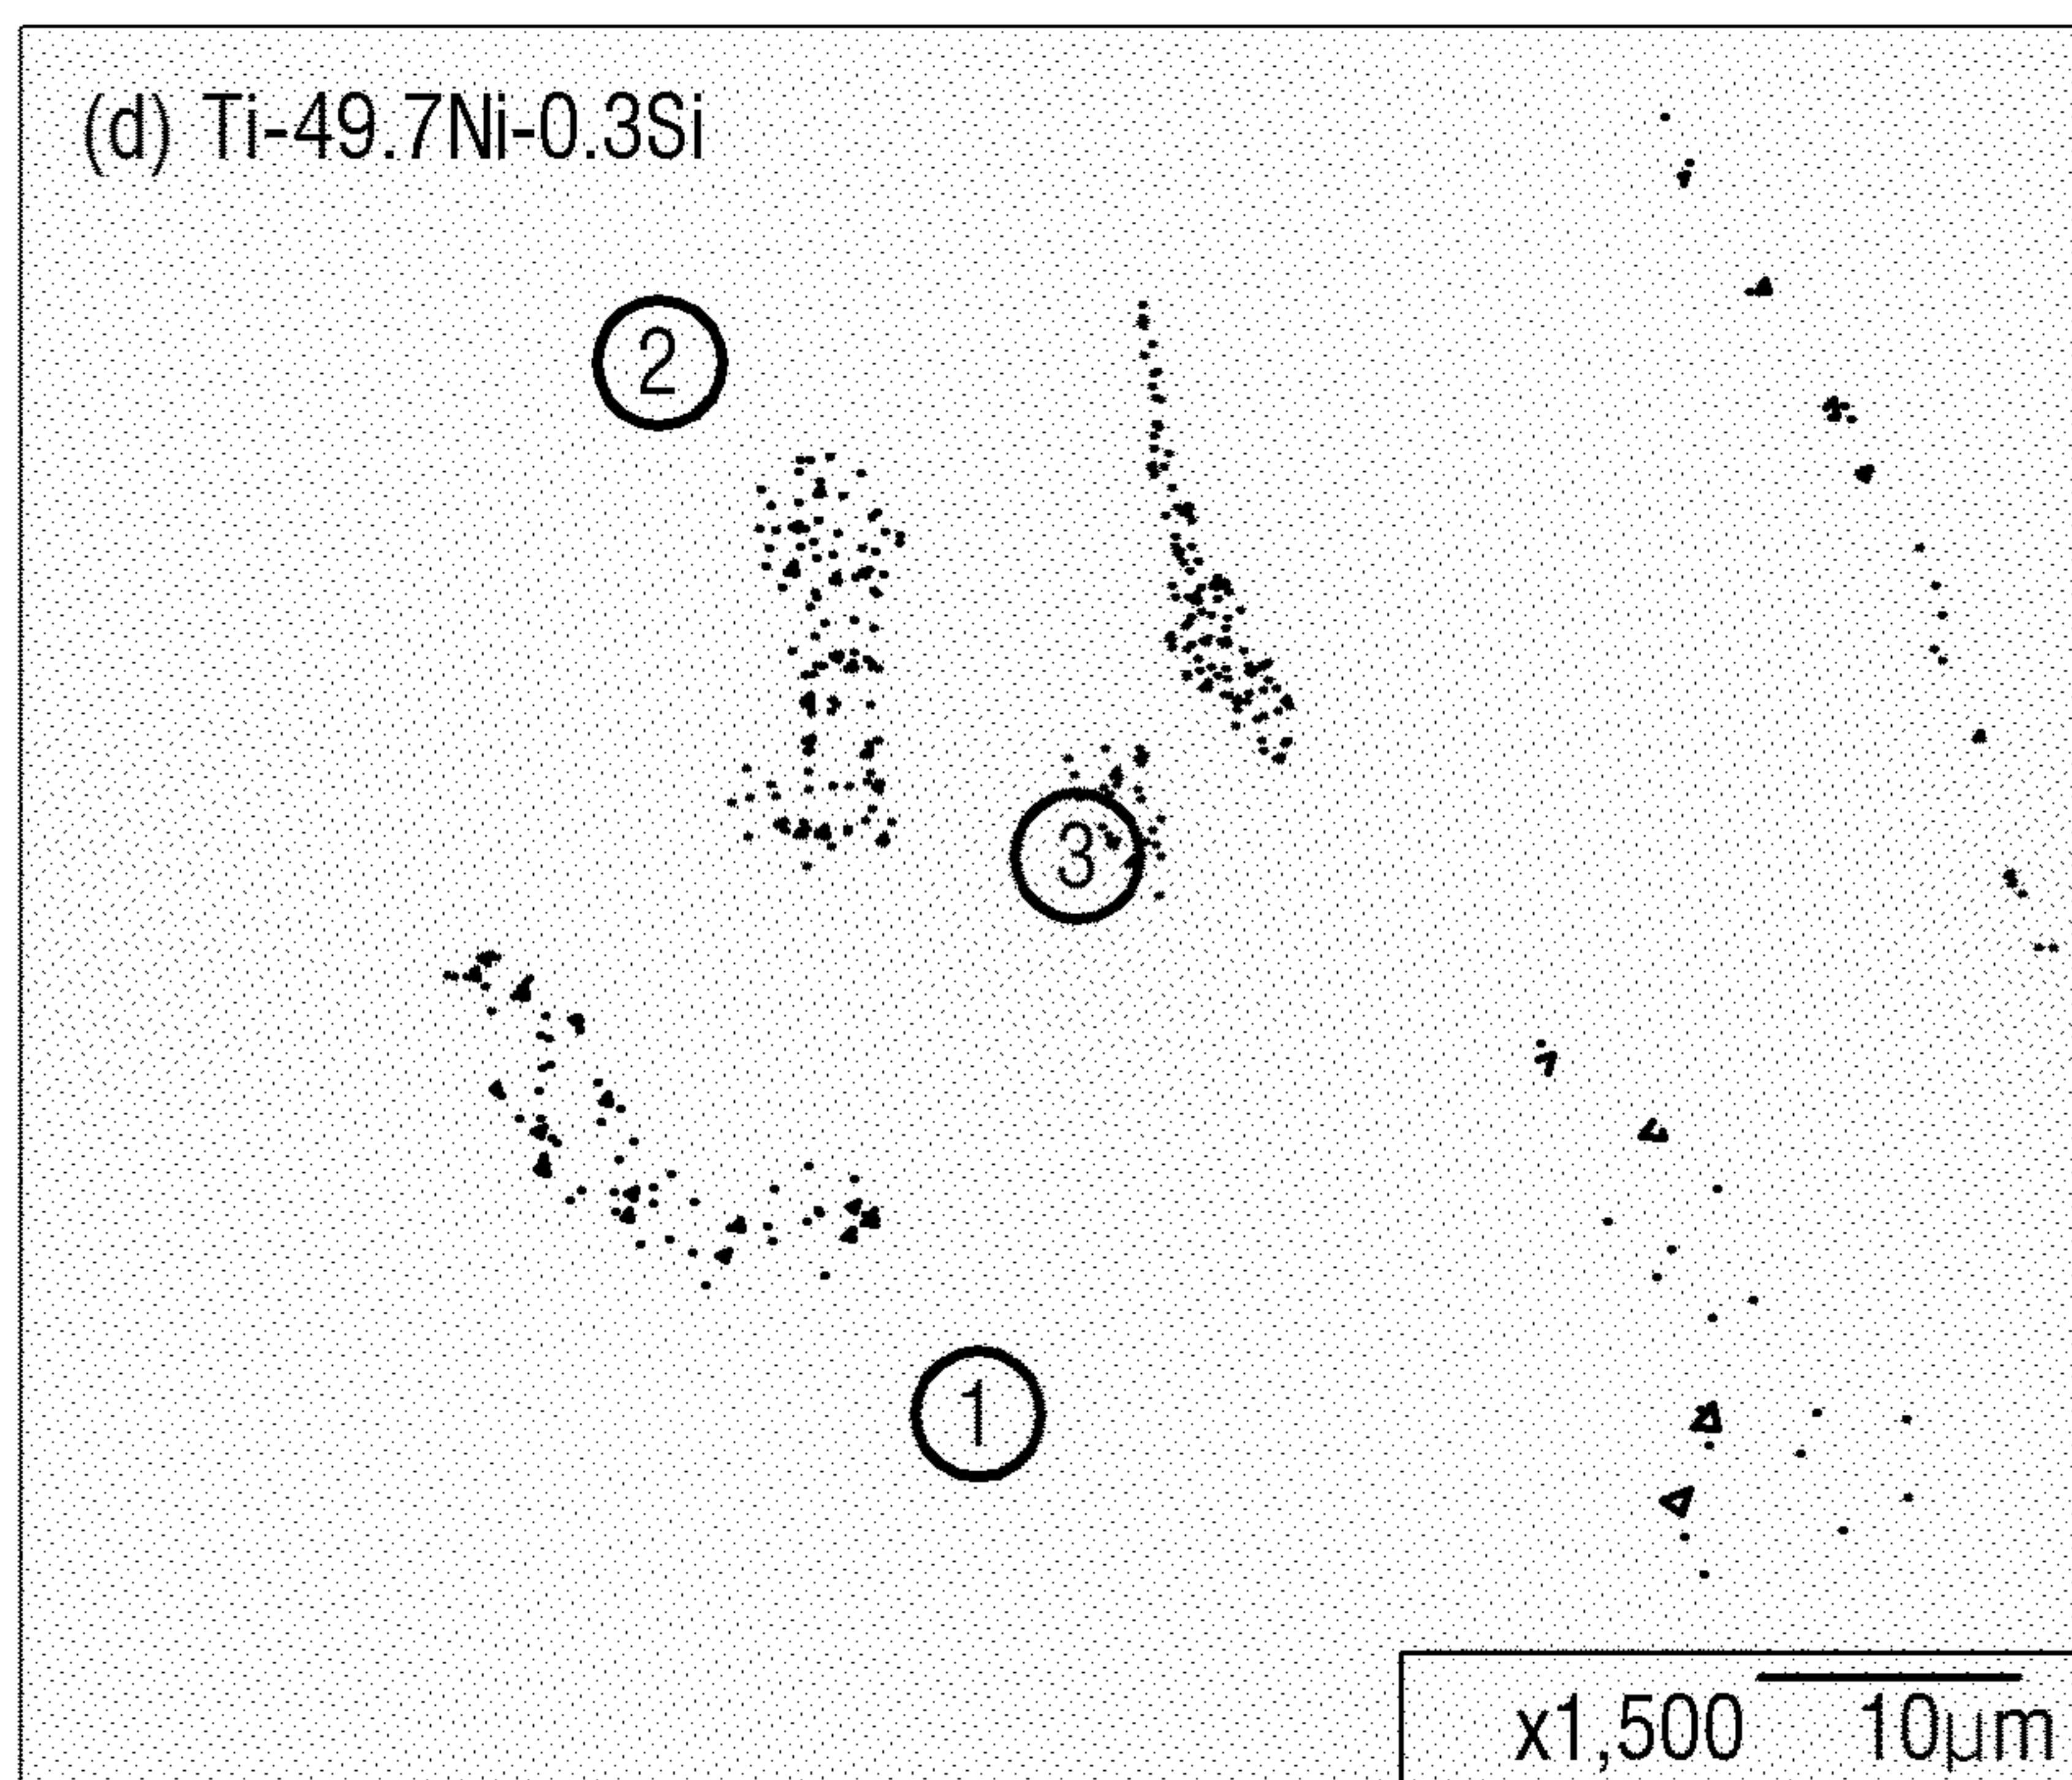 (d) Ti-49.7Ni-0.3Si
②
③
①
x1,500 10μm